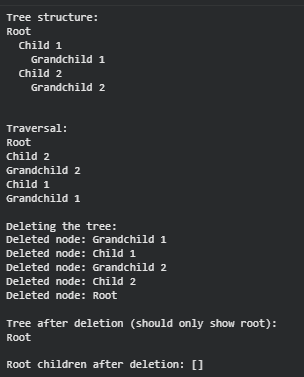 Tree structure:
Root
  Child 1
    Grandchild 1
  Child 2
    Grandchild 2
Traversal:
Root
Child 2
Grandchild 2
Child 1
Grandchild 1
Deleting the tree:
Deleted node: Grandchild 1
Deleted node: Child 1
Deleted node: Grandchild 2
Deleted node: Child 2
Deleted node: Root
Tree after deletion (should only show root):
Root
Root children after deletion: []